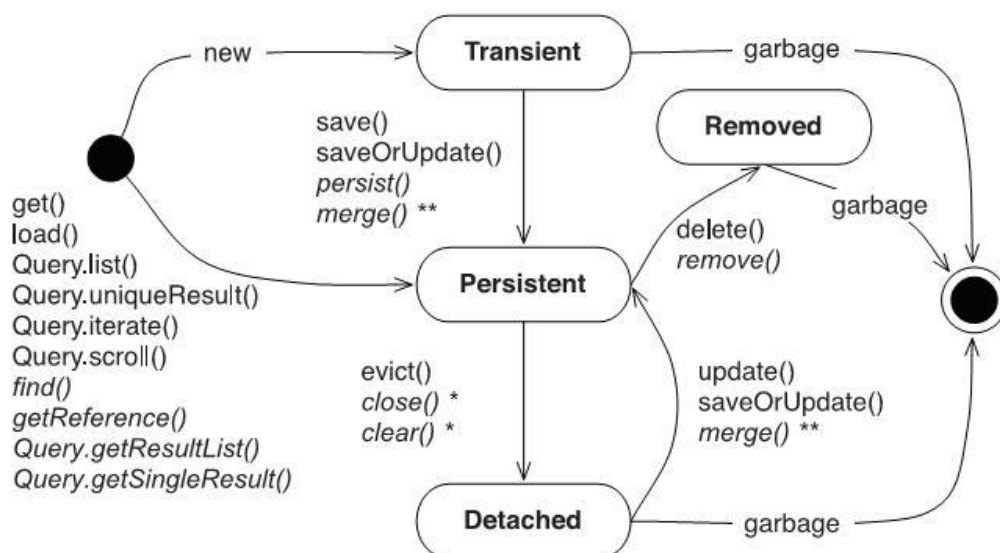 new
Transient
garbage
Removed
save()
saveOrUpdate()
persist()
merge() **
garbage
get()
load()
Query.list()
Query.uniqueResult()
Query.iterate()
Query.scroll()
find()
getReference()
Query.getResultList()
Query.getSingleResult()
Persistent
delete()
remove()
evict()
close() *
clear() *
update()
saveOrUpdate()
merge() **
Detached
garbage